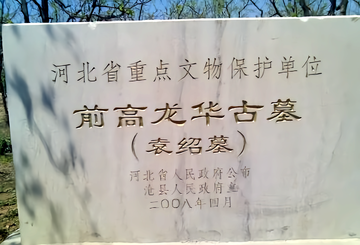 河北省重点文物保护单位
前高龙华古墓
（袁绍墓）
河北省人民政府公布
沧县人民政府立
二〇〇八年四月